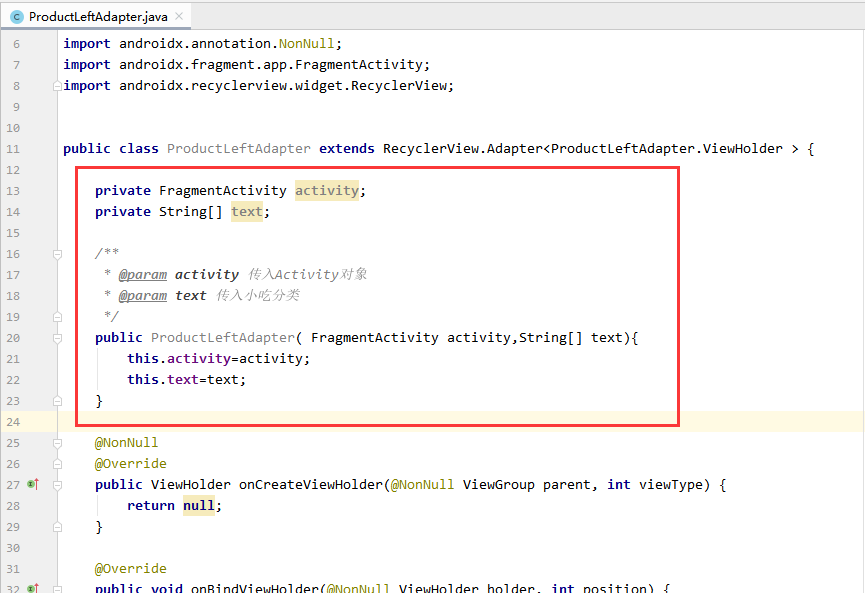 ProductLeftAdapter.java
6 import androidx.annotation.NonNull;
7 import androidx.fragment.app.FragmentActivity;
8 import androidx.recyclerview.widget.RecyclerView;
9
10
11 public class ProductLeftAdapter extends RecyclerView.Adapter<ProductLeftAdapter.ViewHolder > {
12
13 private FragmentActivity activity;
14 private String[] text;
15
16 /**
17 * @param activity 传入Activity对象
18 * @param text 传入小吃分类
19 */
20 public ProductLeftAdapter( FragmentActivity activity,String[] text){
21 this.activity=activity;
22 this.text=text;
23 }
24
25 @NonNull
26 @Override
27 public ViewHolder onCreateViewHolder(@NonNull ViewGroup parent, int viewType) {
28 return null;
29 }
30
31 @Override
32 public void onBindViewHolder(@NonNull ViewHolder holder, int position) {